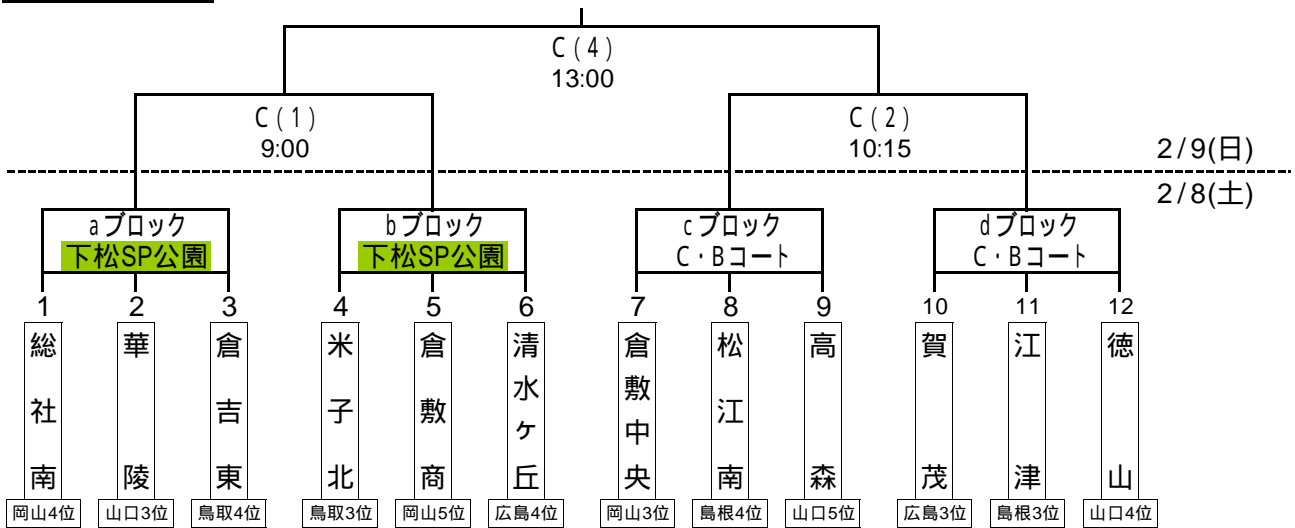 C(4)
13:00
C(1)
9:00
C(2)
10:15
2/9(日)
2/8(土)
aブロック
下松SP公園
bブロック
下松SP公園
cブロック
C・Bコート
dブロック
C・Bコート
1 2 3 4 5 6 7 8 9 10 11 12
総社南
華陵
倉吉東
米子北
倉敷商
清水ヶ丘
倉敷中央
松江南
高森
賀茂
江津
徳山
岡山4位 山口3位 鳥取4位 鳥取3位 岡山5位 広島4位 岡山3位 島根4位 山口5位 広島3位 島根3位 山口4位